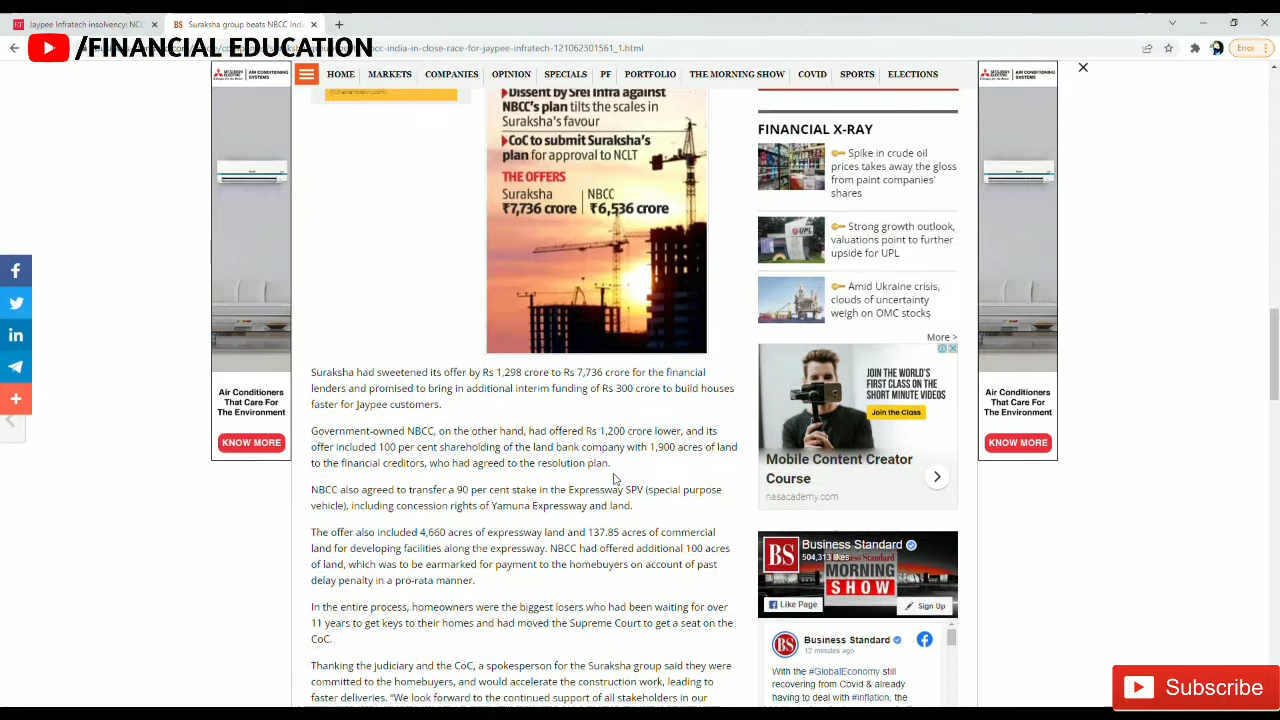 Jaypee Infratech insolvency: NCL
Suraksha group beats NBCC Indi
/FINANCIAL EDUCATION
ncc-india-in-close-race-for-jaypee-infratech-121062301561_1.html
Error
HOME MARKETS COMPANIES OPINION SPECIALS PF PORTFOLIO THE MORNING SHOW COVID SPORTS ELECTIONS
Dissent by Srei Infra against
NBCC's plan tilts the scales in
Suraksha's favour
CoC to submit Suraksha's
plan for approval to NCLT
THE OFFERS
Suraksha NBCC
₹7,736 crore ₹6,536 crore
Suraksha had sweetened its offer by Rs 1,298 crore to Rs 7,736 crore for the financial
lenders and promised to bring in additional interim funding of Rs 300 crore to build houses
faster for Jaypee customers.
Government-owned NBCC, on the other hand, had offered Rs 1,200 crore lower, and its
offer included 100 per cent shareholding of the land bank company with 1,900 acres of land
to the financial creditors, who had agreed to the resolution plan.
NBCC also agreed to transfer a 90 per cent stake in the Expressway SPV (special purpose
vehicle), including concession rights of Yamuna Expressway and land.
The offer also included 4,660 acres of expressway land and 137.85 acres of commercial
land for developing facilities along the expressway. NBCC had offered additional 100 acres
of land, which was to be earmarked for payment to the homebuyers on account of past
delay penalty in a pro-rata manner.
In the entire process, homeowners were the biggest losers who had been waiting for over
11 years to get keys to their homes and had moved the Supreme Court to get a seat on the
CoC.
Thanking the judiciary and the CoC, a spokesperson for the Suraksha group said they were
committed to the homebuyers, and would accelerate the construction work, leading to
faster deliveries. "We look forward to the continued support of all stakeholders in our
FINANCIAL X-RAY
Spike in crude oil
prices takes away the gloss
from paint companies'
shares
Strong growth outlook,
valuations point to further
upside for UPL
Amid Ukraine crisis,
clouds of uncertainty
weigh on OMC stocks
More >
JOIN THE WORLD'S
FIRST CLASS ON THE
SHORT MINUTE VIDEOS
Join the Class
Mobile Content Creator
Course
nasacademy.com
BS
Business Standard
504,313 likes
MORNING
SHOW
Like Page
Sign Up
BS
Business Standard
12 minutes ago
With the #GlobalEconomy still
recovering from Covid & already
having to deal with #inflation, the
MITSUBISHI ELECTRIC AIR CONDITIONING SYSTEMS
Air Conditioners
That Care For
The Environment
KNOW MORE
MITSUBISHI ELECTRIC AIR CONDITIONING SYSTEMS
Air Conditioners
That Care For
The Environment
KNOW MORE
Subscribe